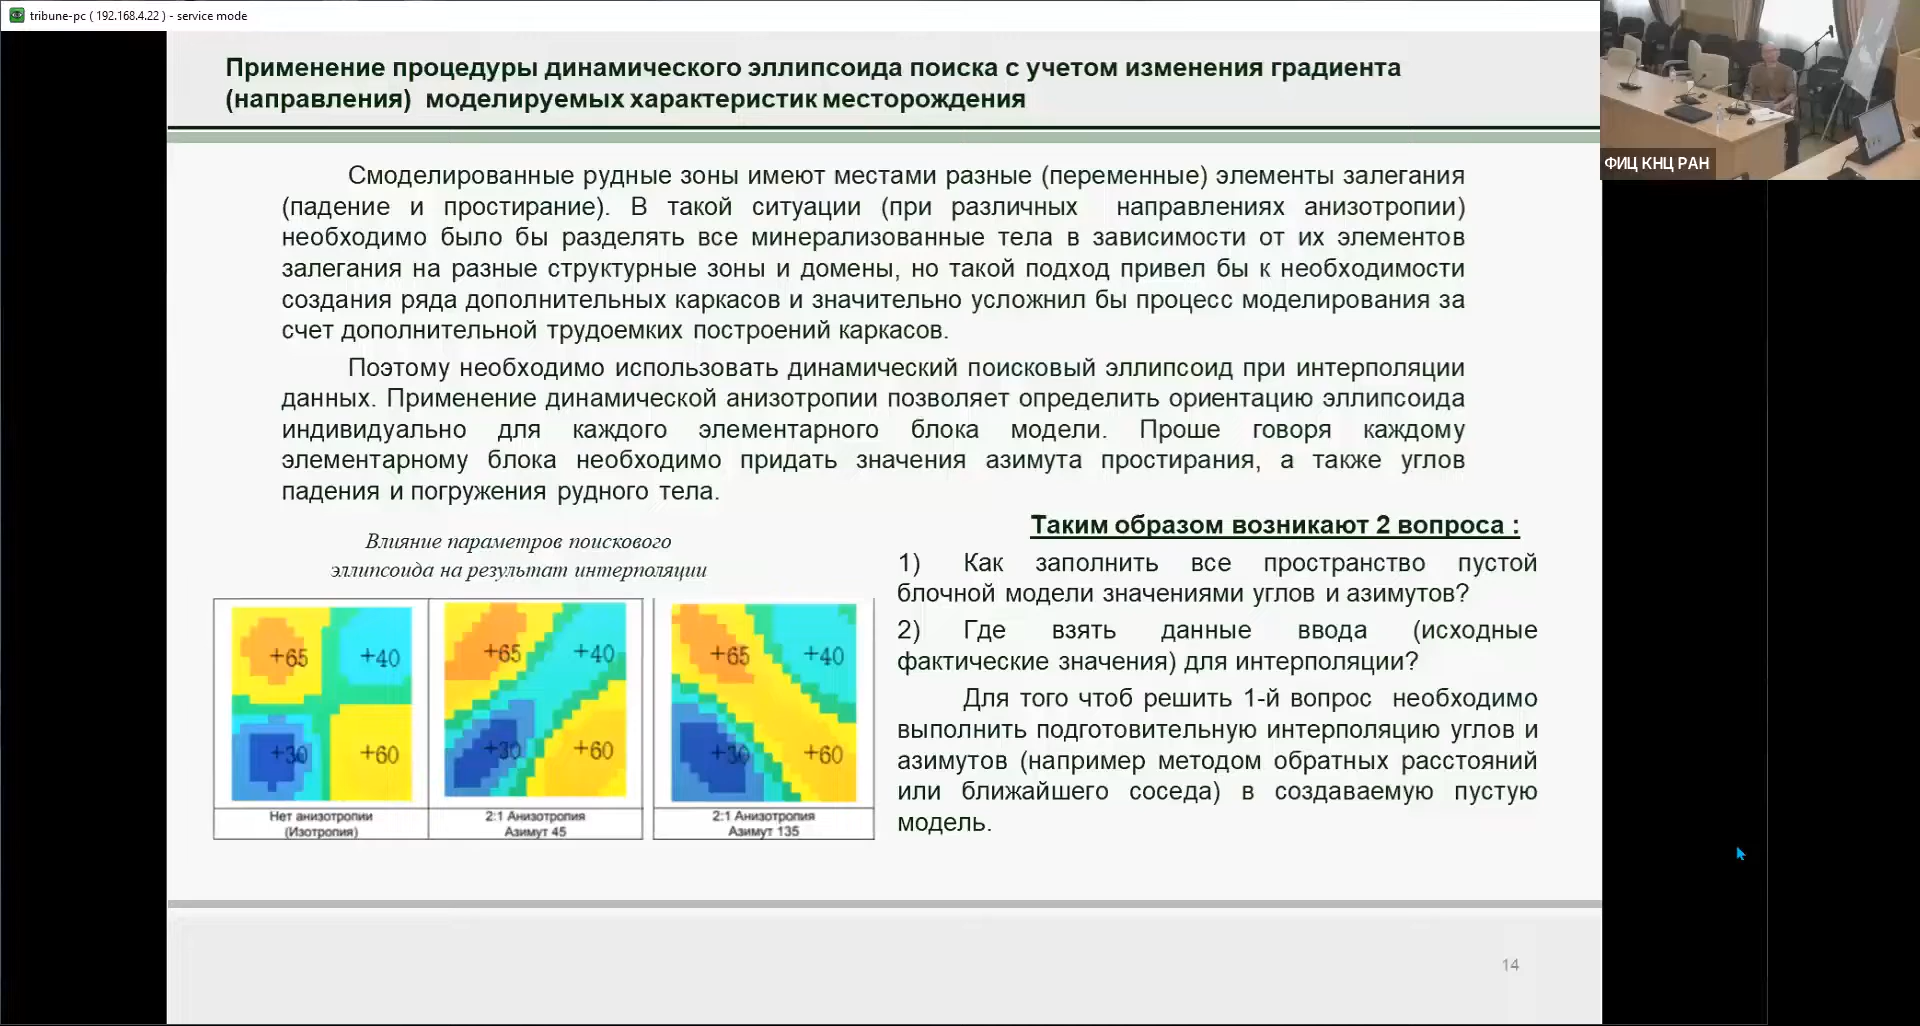 tribune-pc ( 192.168.4.22 ) - service mode
ФИЦ КНЦ РАН
Применение процедуры динамического эллипсоида поиска с учетом изменения градиента
(направления) моделируемых характеристик месторождения
Смоделированные рудные зоны имеют местами разные (переменные) элементы залегания
(падение и простирание). В такой ситуации (при различных направлениях анизотропии)
необходимо было бы разделять все минерализованные тела в зависимости от их элементов
залегания на разные структурные зоны и домены, но такой подход привел бы к необходимости
создания ряда дополнительных каркасов и значительно усложнил бы процесс моделирования за
счет дополнительной трудоемких построений каркасов.
Поэтому необходимо использовать динамический поисковый эллипсоид при интерполяции
данных. Применение динамической анизотропии позволяет определить ориентацию эллипсоида
индивидуально для каждого элементарного блока модели. Проше говоря каждому
элементарному блока необходимо придать значения азимута простирания, а также углов
падения и погружения рудного тела.
Влияние параметров поискового
эллипсоида на результат интерполяции
+65 +40
+30 +60
Нет анизотропии
(Изотропия)
+65 +40
+30 +60
2:1 Анизотропия
Азимут 45
+65 +40
+30 +60
2:1 Анизотропия
Азимут 135
Таким образом возникают 2 вопроса :
1) Как заполнить все пространство пустой
блочной модели значениями углов и азимутов?
2) Где взять данные ввода (исходные
фактические значения) для интерполяции?
Для того чтоб решить 1-й вопрос необходимо
выполнить подготовительную интерполяцию углов и
азимутов (например методом обратных расстояний
или ближайшего соседа) в создаваемую пустую
модель.
14